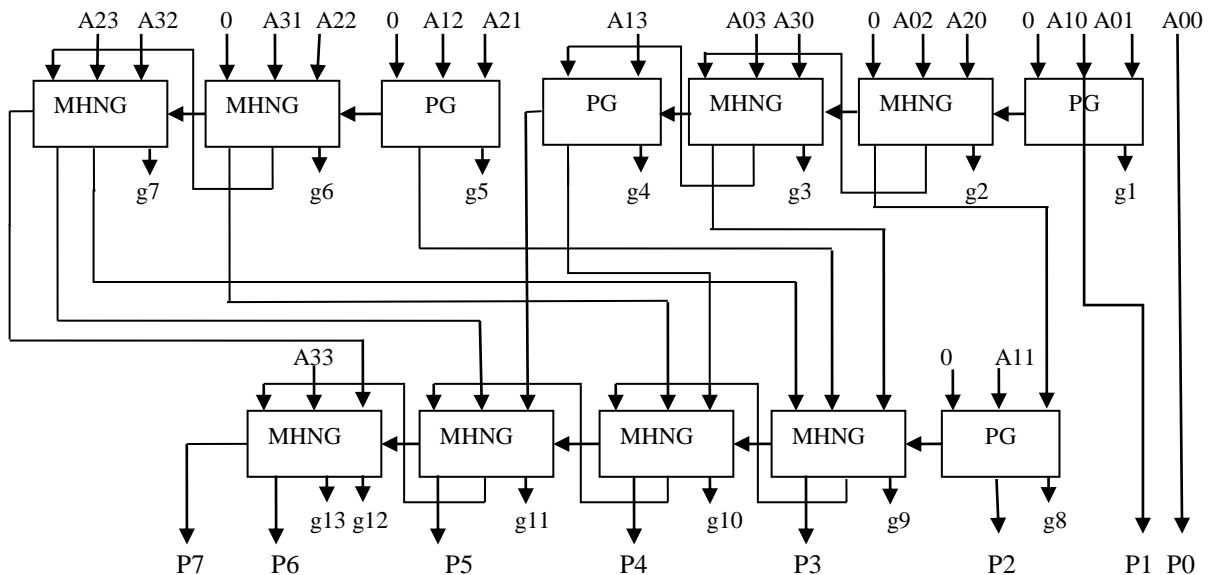 A23 A32 0 A31 A22 0 A12 A21 A13 A03 A30 0 A02 A20 0 A10 A01 A00
MHNG MHNG PG PG MHNG MHNG PG
g7 g6 g5 g4 g3 g2 g1
A33 0 A11
MHNG MHNG MHNG MHNG PG
g13 g12 g11 g10 g9 g8
P7 P6 P5 P4 P3 P2 P1 P0